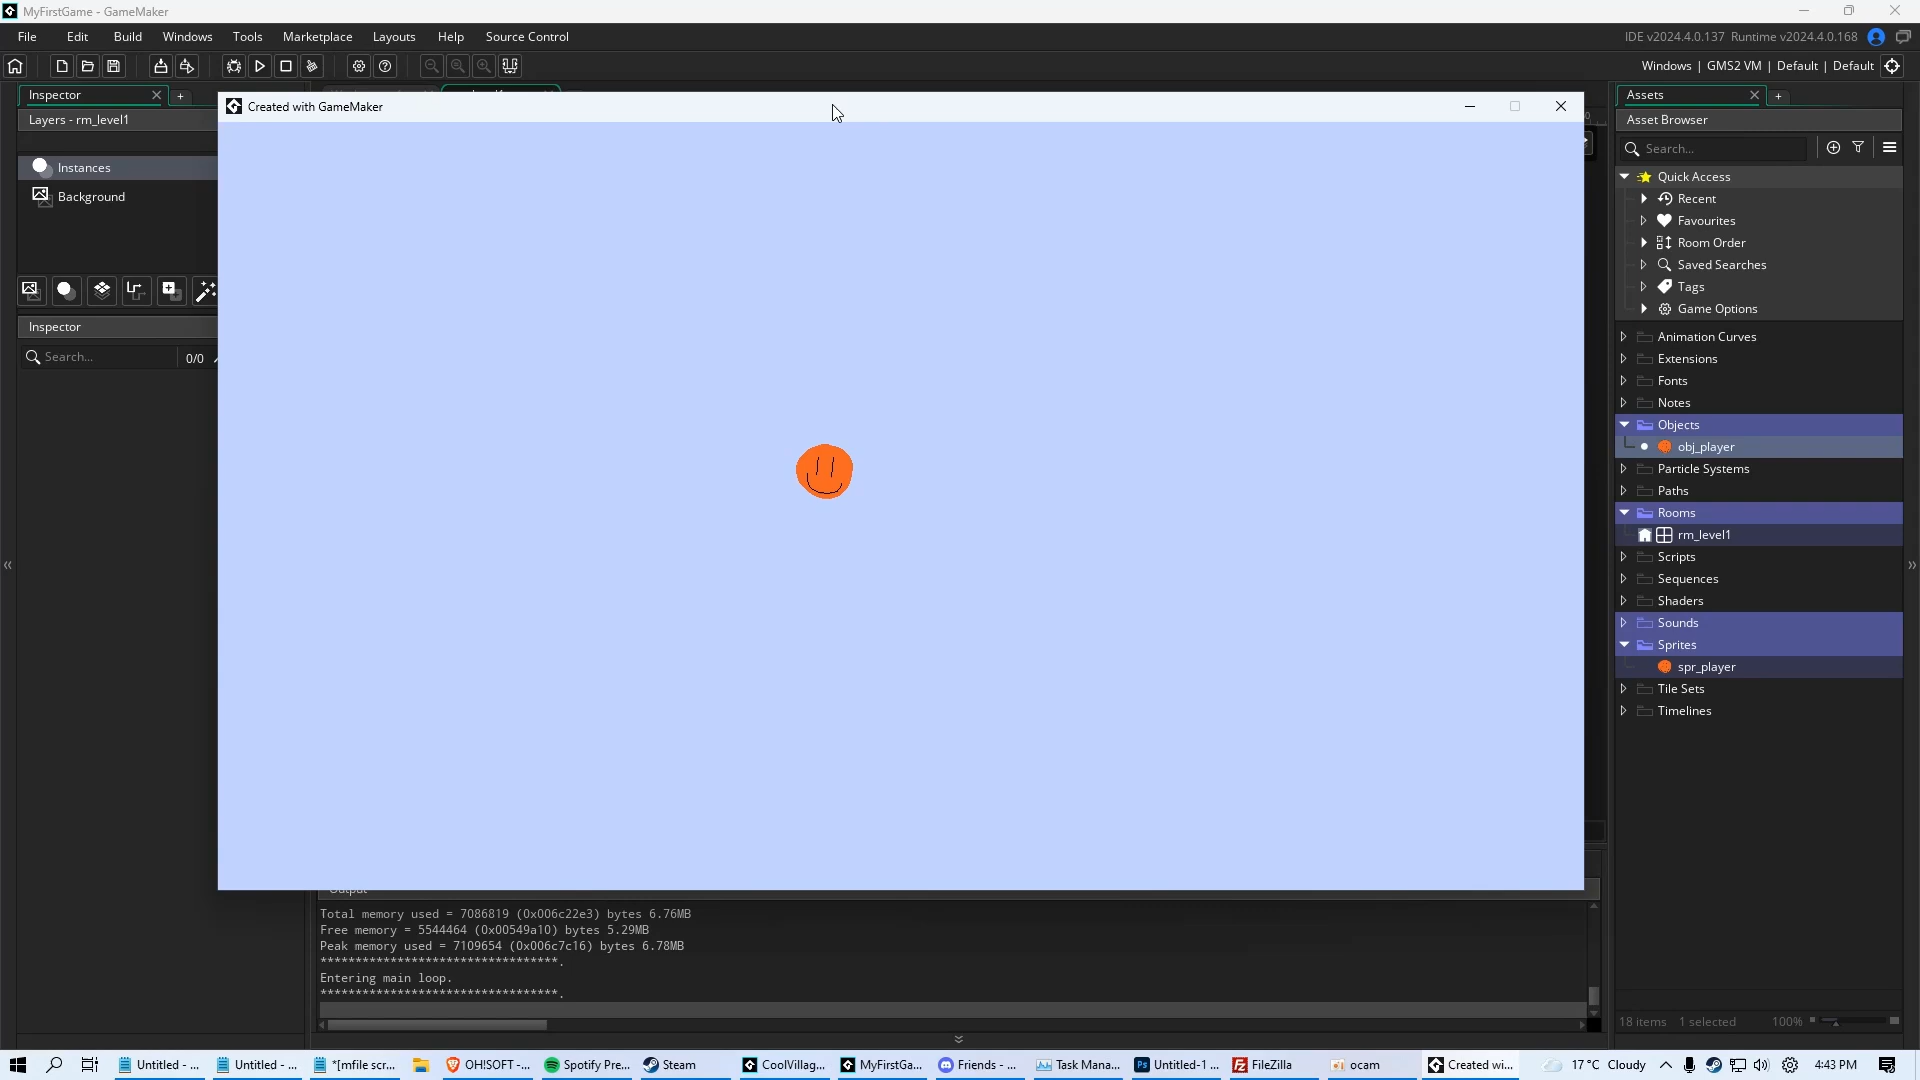 MyFirstGame - GameMaker
File Edit Build Windows Tools Marketplace Layouts Help Source Control
IDE v2024.4.0.137 Runtime v2024.4.0.168
Windows | GMS2 VM | Default | Default
Inspector
Layers - rm_level1
Instances
Background
Inspector
Search...
0/0
Created with GameMaker
Assets
Asset Browser
Search...
Quick Access
Recent
Favourites
Room Order
Saved Searches
Tags
Game Options
Animation Curves
Extensions
Fonts
Notes
Objects
obj_player
Particle Systems
Paths
Rooms
rm_level1
Scripts
Sequences
Shaders
Sounds
Sprites
spr_player
Tile Sets
Timelines
18 items 1 selected 100%
Output
Total memory used = 7086819 (0x006c22e3) bytes 6.76MB
Free memory = 5544464 (0x00549a10) bytes 5.29MB
Peak memory used = 7109654 (0x006c7c16) bytes 6.78MB
**********************************.
Entering main loop.
**********************************.
Untitled - ... Untitled - ... *[mfile scr... OH!SOFT -... Spotify Pre... Steam CoolVillag... MyFirstGa... Friends - ... Task Mana... Untitled-1 ... FileZilla ocam Created wi... 17°C Cloudy 4:43 PM